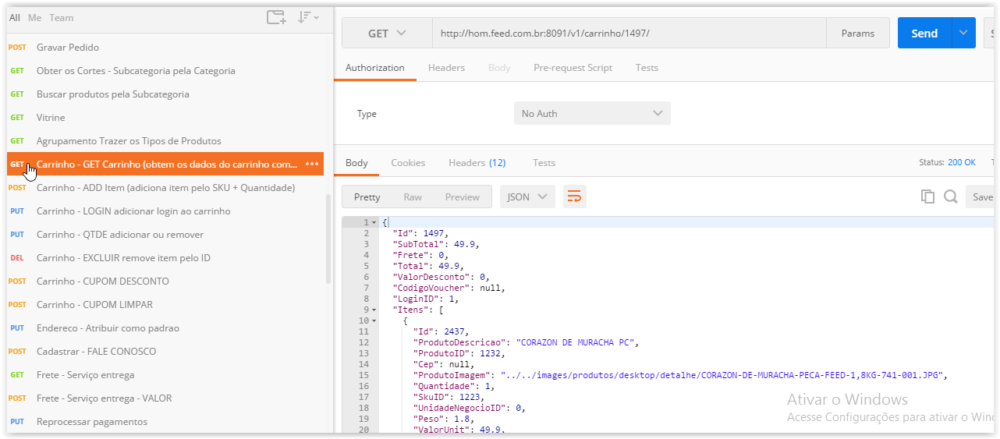 All Me Team
POST Gravar Pedido
GET Obter os Cortes - Subcategoria pela Categoria
GET Buscar produtos pela Subcategoria
GET Vitrine
GET Agrupamento Trazer os Tipos de Produtos
GET Carrinho - GET Carrinho (obtem os dados do carrinho com...
POST Carrinho - ADD Item (adiciona item pelo SKU + Quantidade)
PUT Carrinho - LOGIN adicionar login ao carrinho
PUT Carrinho - QTDE adicionar ou remover
DEL Carrinho - EXCLUIR remove item pelo ID
POST Carrinho - CUPOM DESCONTO
POST Carrinho - CUPOM LIMPAR
PUT Endereco - Atribuir como padrao
POST Cadastrar - FALE CONOSCO
GET Frete - Serviço entrega
POST Frete - Serviço entrega - VALOR
PUT Reprocessar pagamentos
GET http://hom.feed.com.br:8091/v1/carrinho/1497/ Params Send
Authorization Headers Body Pre-request Script Tests
Type No Auth
Body Cookies Headers (12) Tests Status: 200 OK
Pretty Raw Preview JSON Save
1 {
2 "Id": 1497,
3 "SubTotal": 49.9,
4 "Frete": 0,
5 "Total": 49.9,
6 "ValorDesconto": 0,
7 "CodigoVoucher": null,
8 "LoginID": 1,
9 "Itens": [
10 {
11 "Id": 2437,
12 "ProdutoDescricao": "CORAZON DE MURACHA PC",
13 "ProdutoID": 1232,
14 "Cep": null,
15 "ProdutoImagem": "../../images/produtos/desktop/detalhe/CORAZON-DE-MURACHA-PECA-FEED-1,8KG-741-001.JPG",
16 "Quantidade": 1,
17 "SkuID": 1223,
18 "UnidadeNegocioID": 0,
19 "Peso": 1.8,
20 "ValorUnit": 49.9,
Ativar o Windows
Acesse Configurações para ativar o